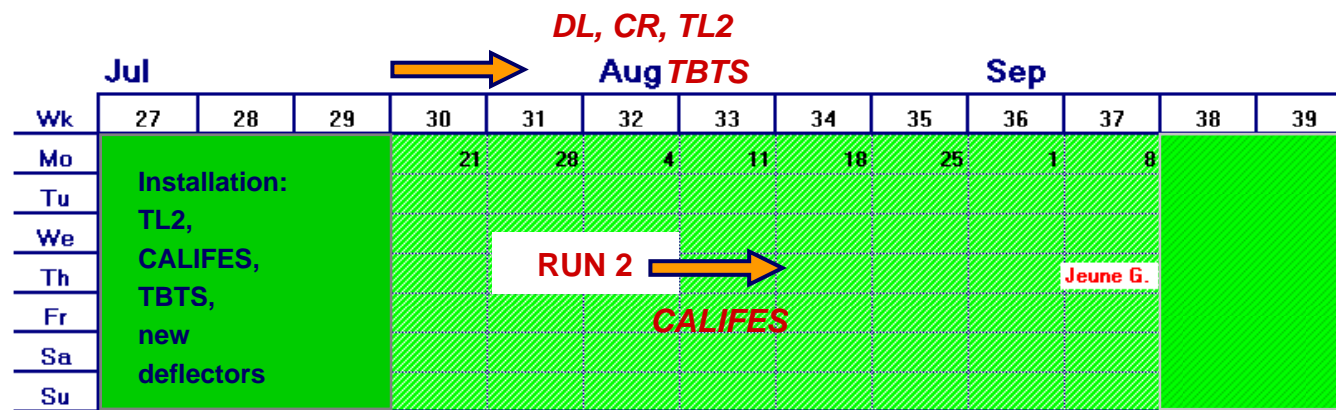 DL, CR, TL2
Jul Aug TBTS Sep
Wk 27 28 29 30 31 32 33 34 35 36 37 38 39
Mo 21 28 4 11 18 25 1 8
Installation:
Tu
TL2,
We
CALIFES,
RUN 2
Th
Jeune G.
TBTS,
Fr
CALIFES
new
Sa
deflectors
Su